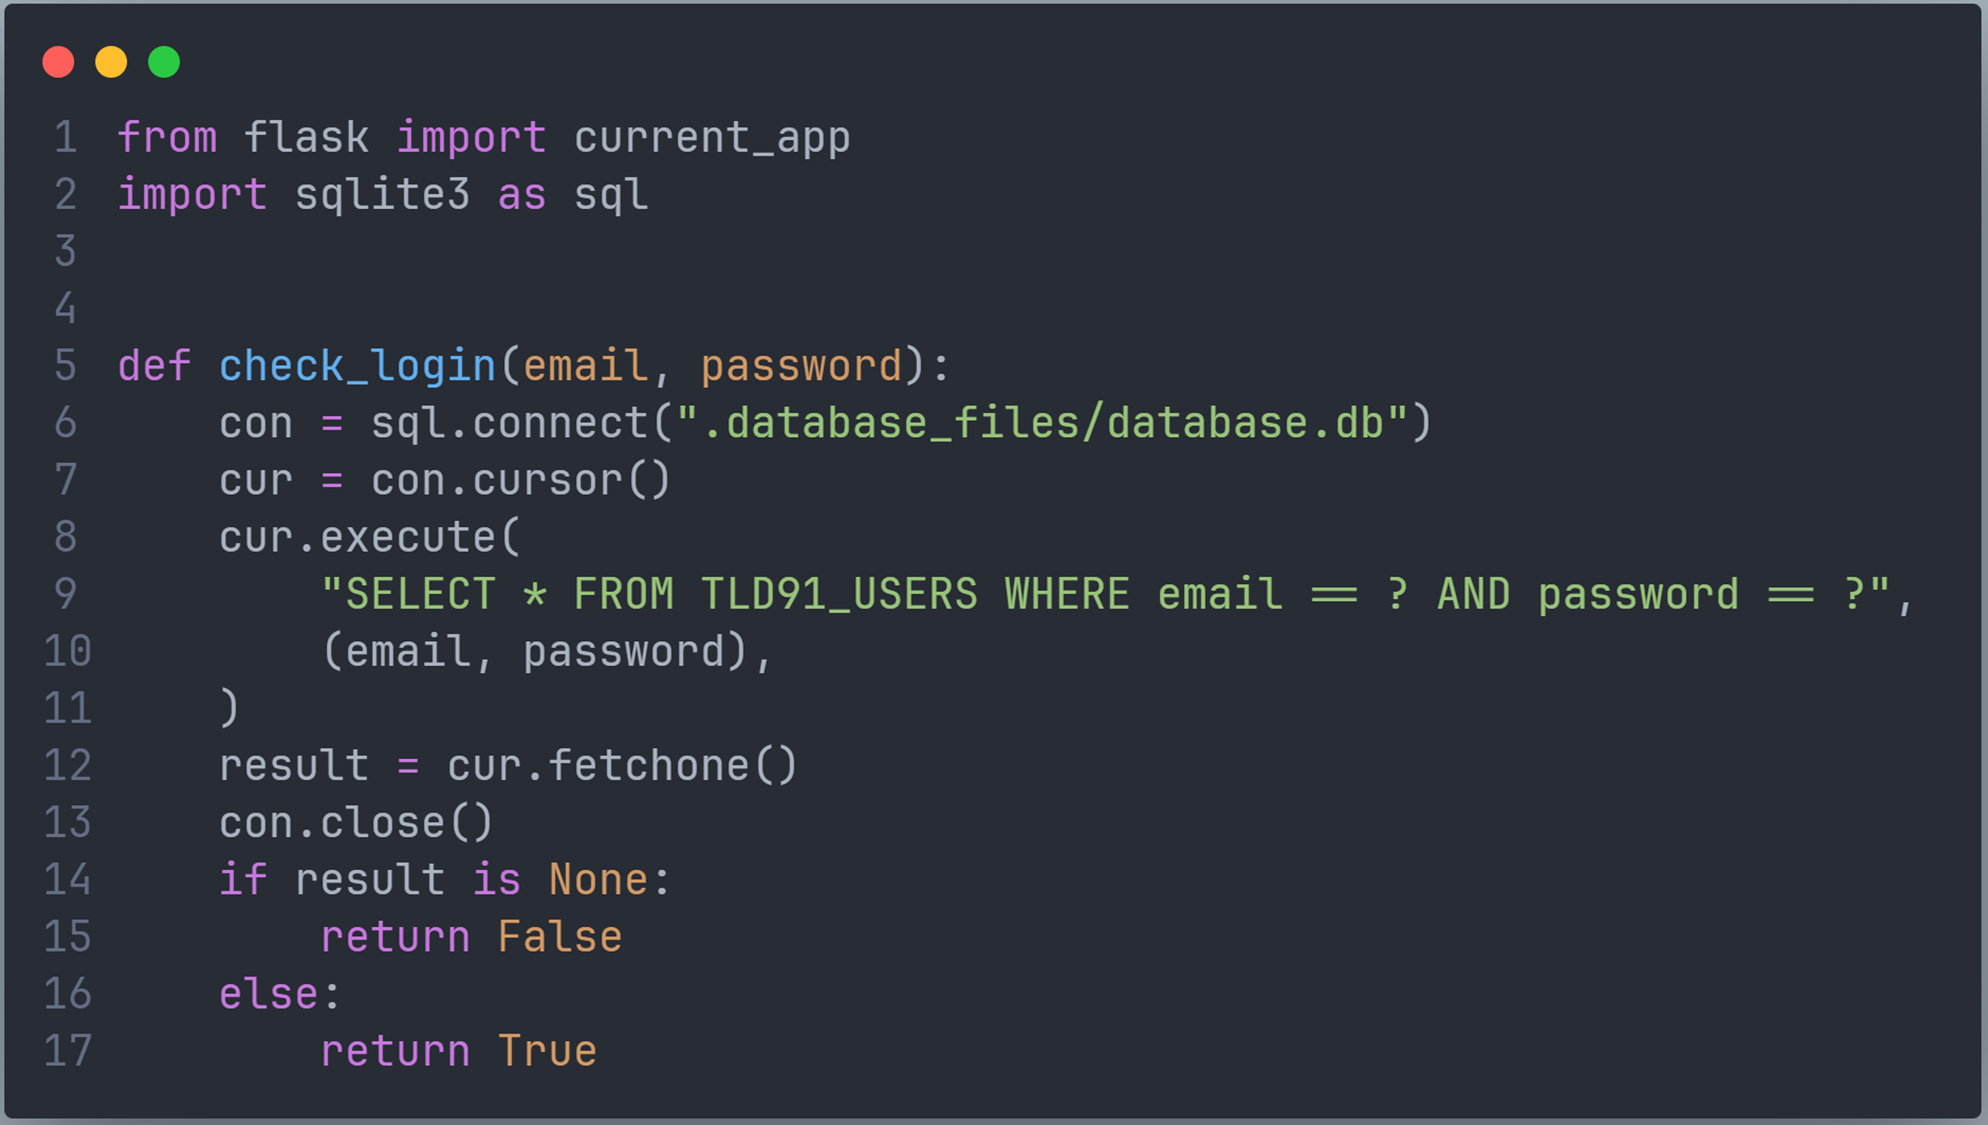 1 from flask import current_app
2 import sqlite3 as sql
3
4
5 def check_login(email, password):
6     con = sql.connect(".database_files/database.db")
7     cur = con.cursor()
8     cur.execute(
9         "SELECT * FROM TLD91_USERS WHERE email == ? AND password == ?",
10         (email, password),
11     )
12     result = cur.fetchone()
13     con.close()
14     if result is None:
15         return False
16     else:
17         return True